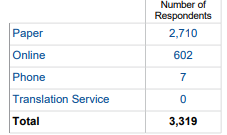 Number of
Respondents
Paper 2,710
Online 602
Phone 7
Translation Service 0
Total 3,319